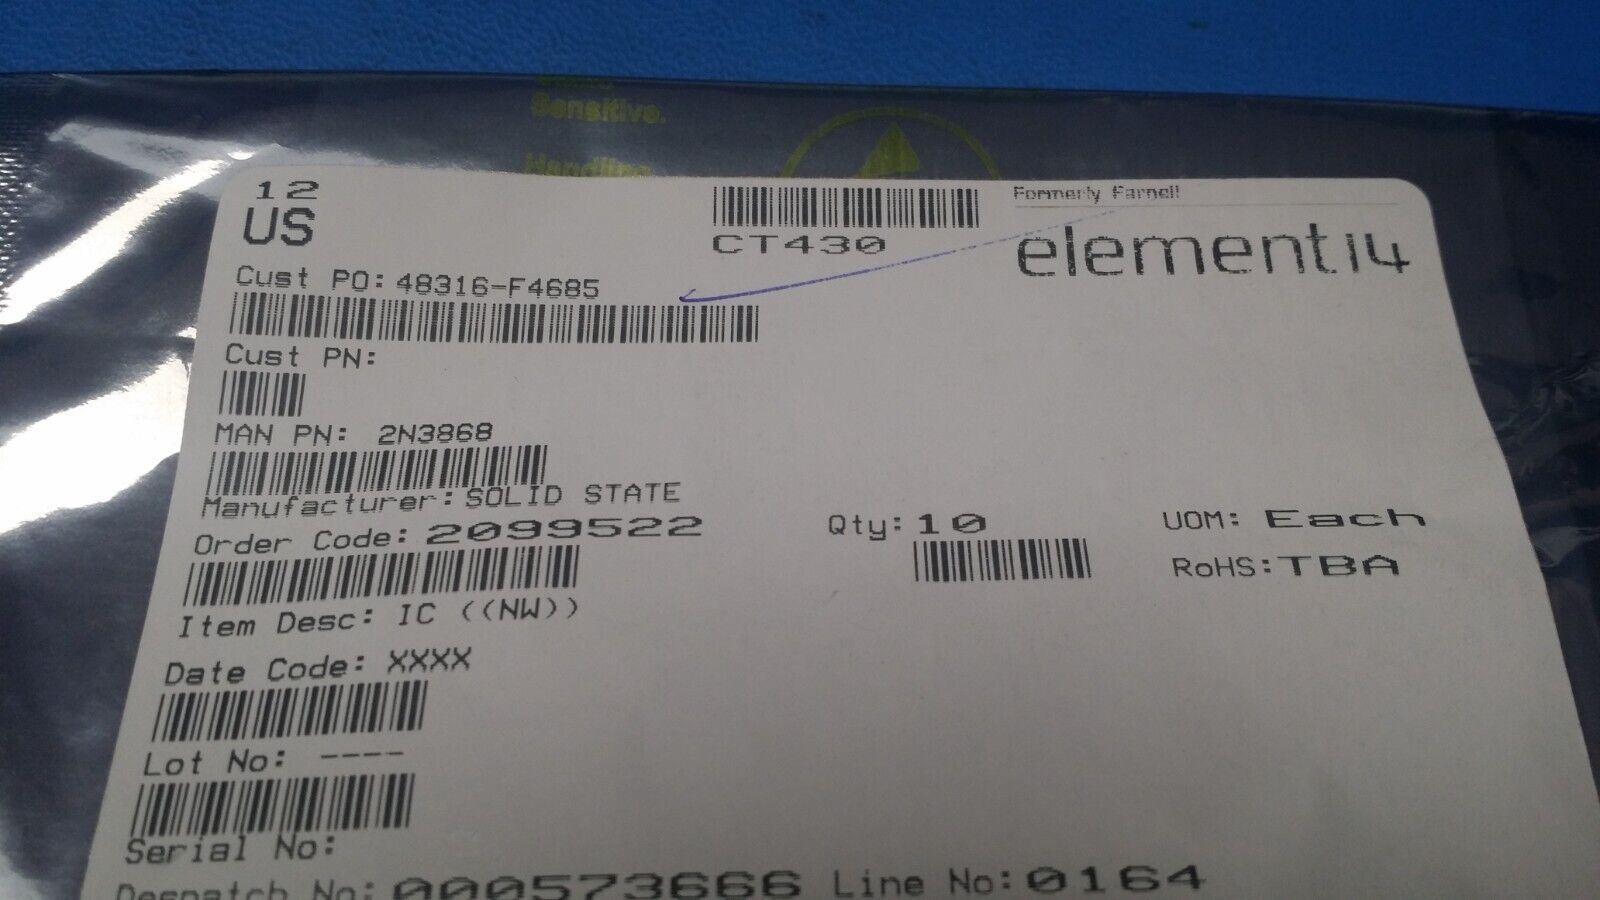 Sensitive.
Handling
12
US
CT430
Formerly Farnell
element14
Cust PO: 48316-F4685
Cust PN:
MAN PN: 2N3868
Manufacturer: SOLID STATE
Order Code: 2099522
Qty: 10
UOM: Each
RoHS: TBA
Item Desc: IC ((NW))
Date Code: XXXX
Lot No: ----
Serial No:
Despatch No: 000573666 Line No: 0164